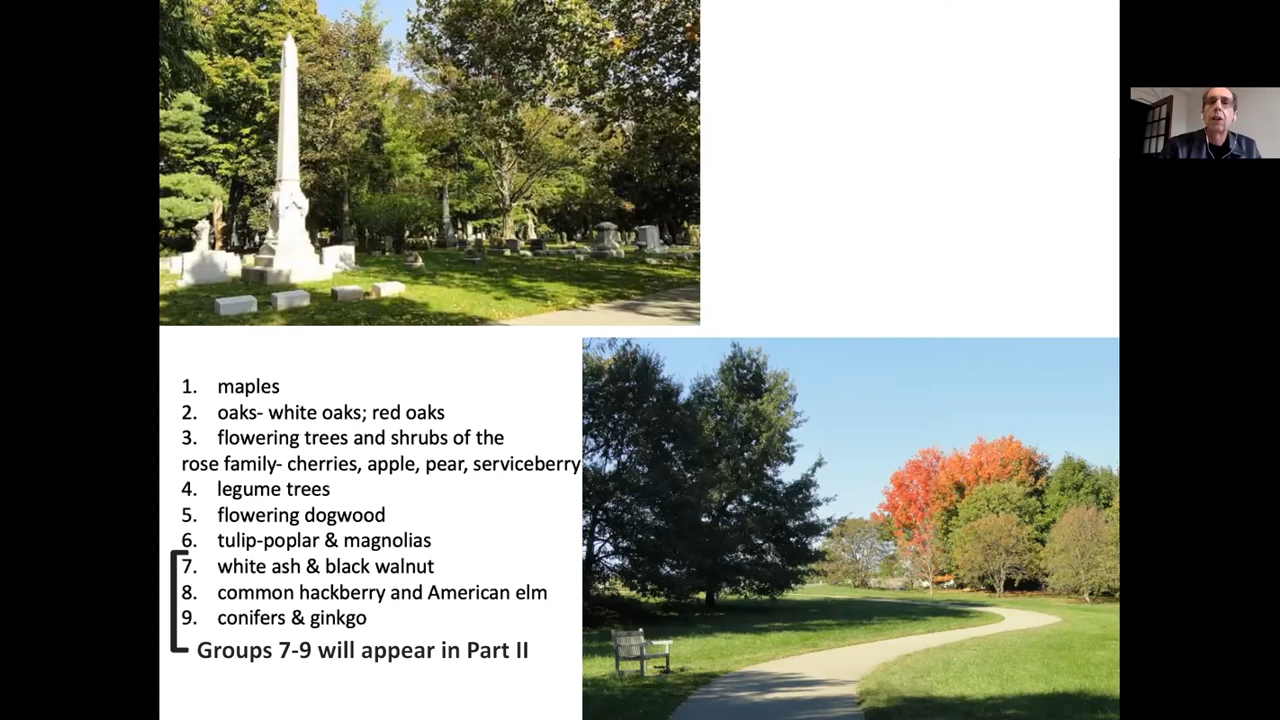 1. maples
2. oaks- white oaks; red oaks
3. flowering trees and shrubs of the
rose family- cherries, apple, pear, serviceberry
4. legume trees
5. flowering dogwood
6. tulip-poplar & magnolias
7. white ash & black walnut
8. common hackberry and American elm
9. conifers & ginkgo
Groups 7-9 will appear in Part II